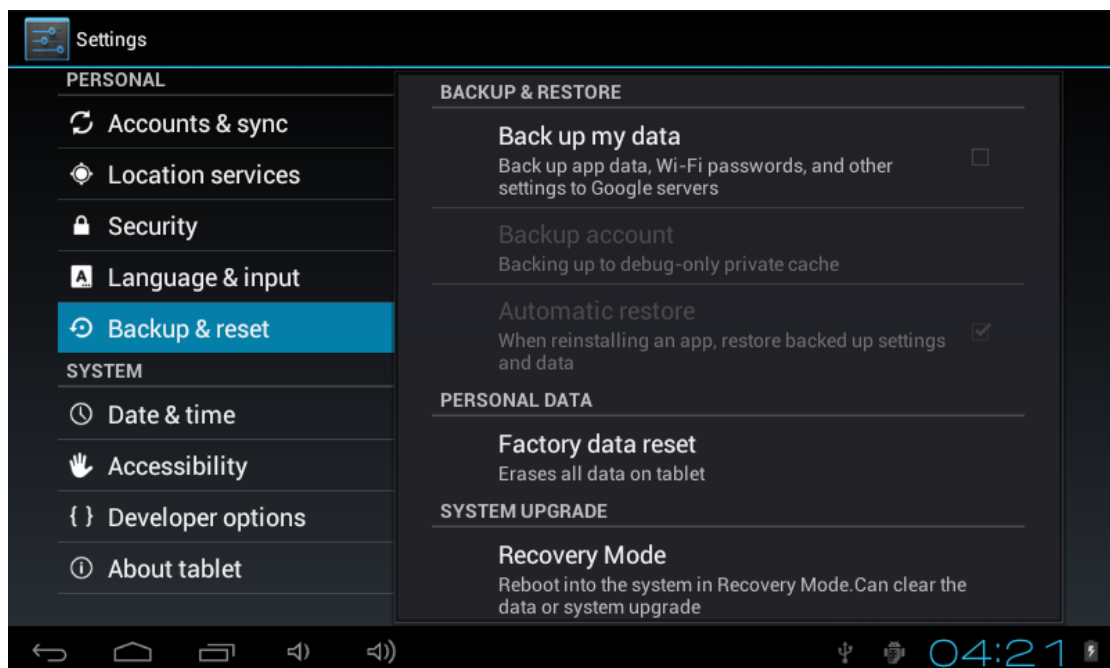 Settings
PERSONAL
Accounts & sync
Location services
Security
Language & input
Backup & reset
SYSTEM
Date & time
Accessibility
Developer options
About tablet
BACKUP & RESTORE
Back up my data
Back up app data, Wi-Fi passwords, and other
settings to Google servers
Backup account
Backing up to debug-only private cache
Automatic restore
When reinstalling an app, restore backed up settings
and data
PERSONAL DATA
Factory data reset
Erases all data on tablet
SYSTEM UPGRADE
Recovery Mode
Reboot into the system in Recovery Mode.Can clear the
data or system upgrade
04:21